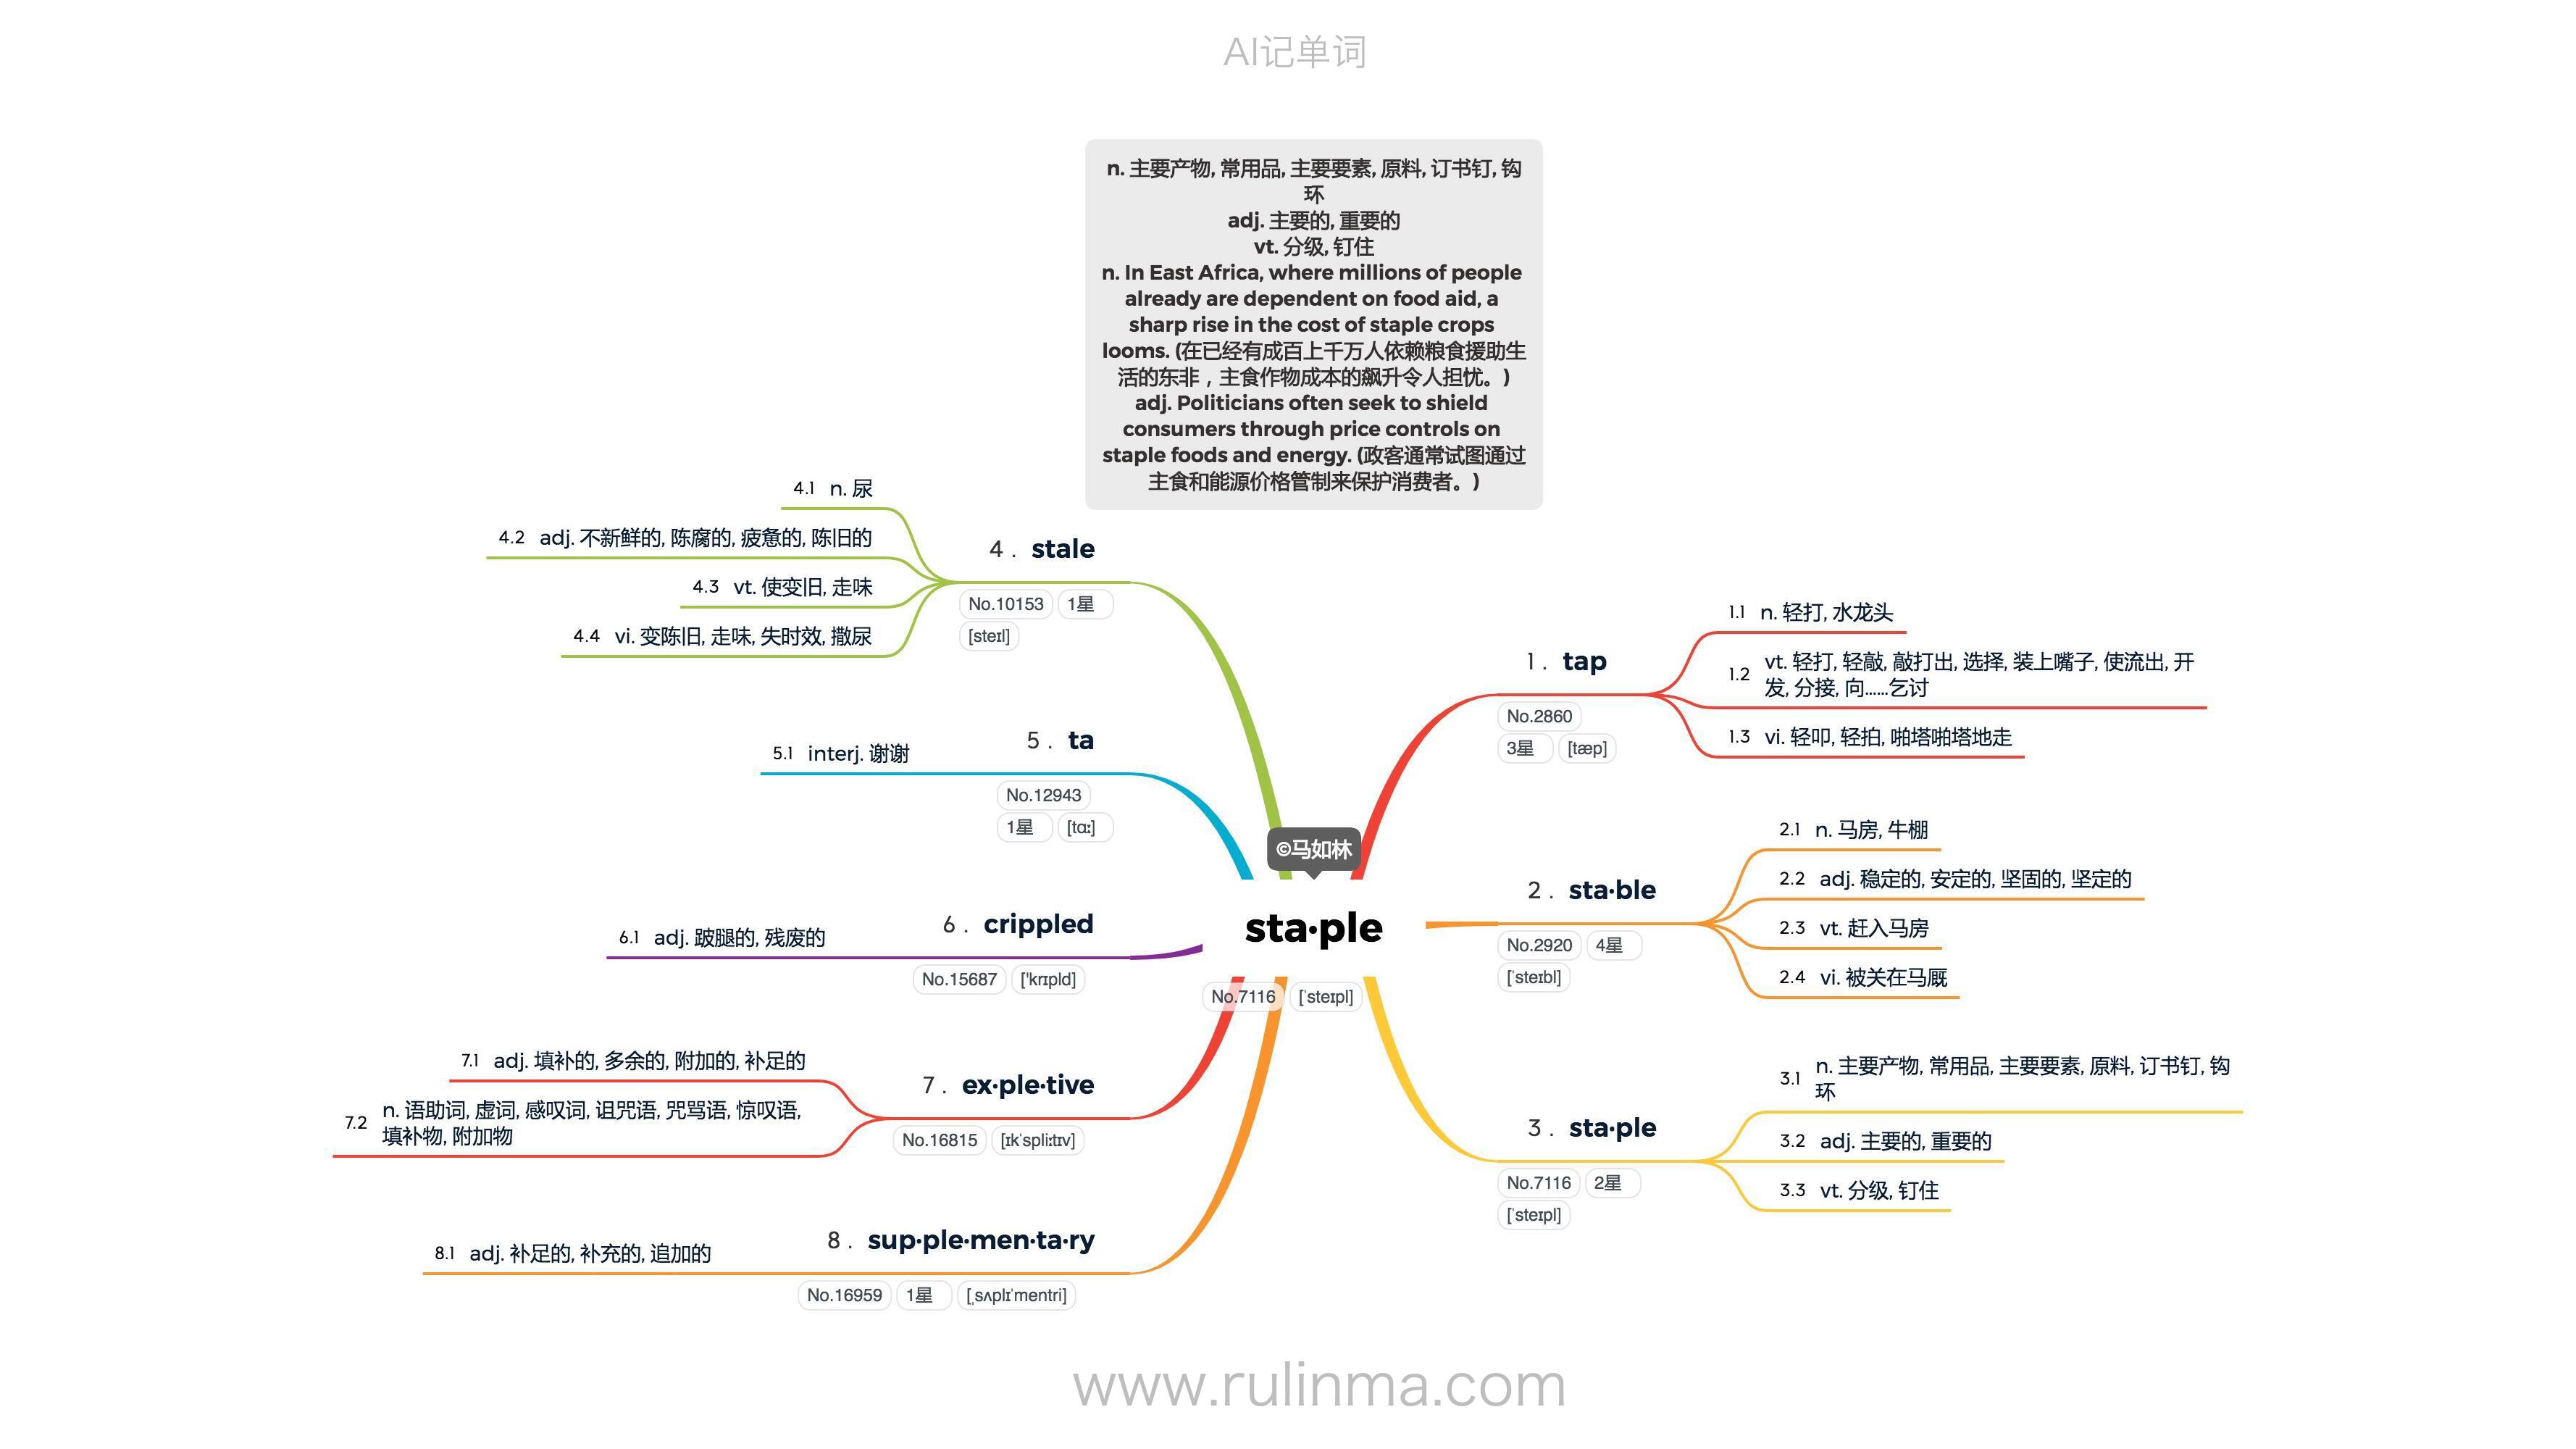 AI记单词
n. 主要产物, 常用品, 主要要素, 原料, 订书钉, 钩
环
adj. 主要的, 重要的
vt. 分级, 钉住
n. In East Africa, where millions of people
already are dependent on food aid, a
sharp rise in the cost of staple crops
looms. (在已经有成百上千万人依赖粮食援助生
活的东非，主食作物成本的飙升令人担忧。)
adj. Politicians often seek to shield
consumers through price controls on
staple foods and energy. (政客通常试图通过
主食和能源价格管制来保护消费者。)
©马如林
sta·ple
No.7116 [ˈsteɪpl]
1. tap
No.2860
3星 [tæp]
1.1 n. 轻打, 水龙头
1.2 vt. 轻打, 轻敲, 敲打出, 选择, 装上嘴子, 使流出, 开
发, 分接, 向……乞讨
1.3 vi. 轻叩, 轻拍, 啪塔啪塔地走
2. sta·ble
No.2920 4星
[ˈsteɪbl]
2.1 n. 马房, 牛棚
2.2 adj. 稳定的, 安定的, 坚固的, 坚定的
2.3 vt. 赶入马房
2.4 vi. 被关在马厩
3. sta·ple
No.7116 2星
[ˈsteɪpl]
3.1 n. 主要产物, 常用品, 主要要素, 原料, 订书钉, 钩
环
3.2 adj. 主要的, 重要的
3.3 vt. 分级, 钉住
4. stale
No.10153 1星
[steɪl]
4.1 n. 尿
4.2 adj. 不新鲜的, 陈腐的, 疲惫的, 陈旧的
4.3 vt. 使变旧, 走味
4.4 vi. 变陈旧, 走味, 失时效, 撒尿
5. ta
No.12943
1星 [tɑː]
5.1 interj. 谢谢
6. crippled
No.15687 ['krɪpld]
6.1 adj. 跛腿的, 残废的
7. ex·ple·tive
No.16815 [ɪkˈspliːtɪv]
7.1 adj. 填补的, 多余的, 附加的, 补足的
7.2 n. 语助词, 虚词, 感叹词, 诅咒语, 咒骂语, 惊叹语,
填补物, 附加物
8. sup·ple·men·ta·ry
No.16959 1星 [ˌsʌplɪˈmentri]
8.1 adj. 补足的, 补充的, 追加的
www.rulinma.com